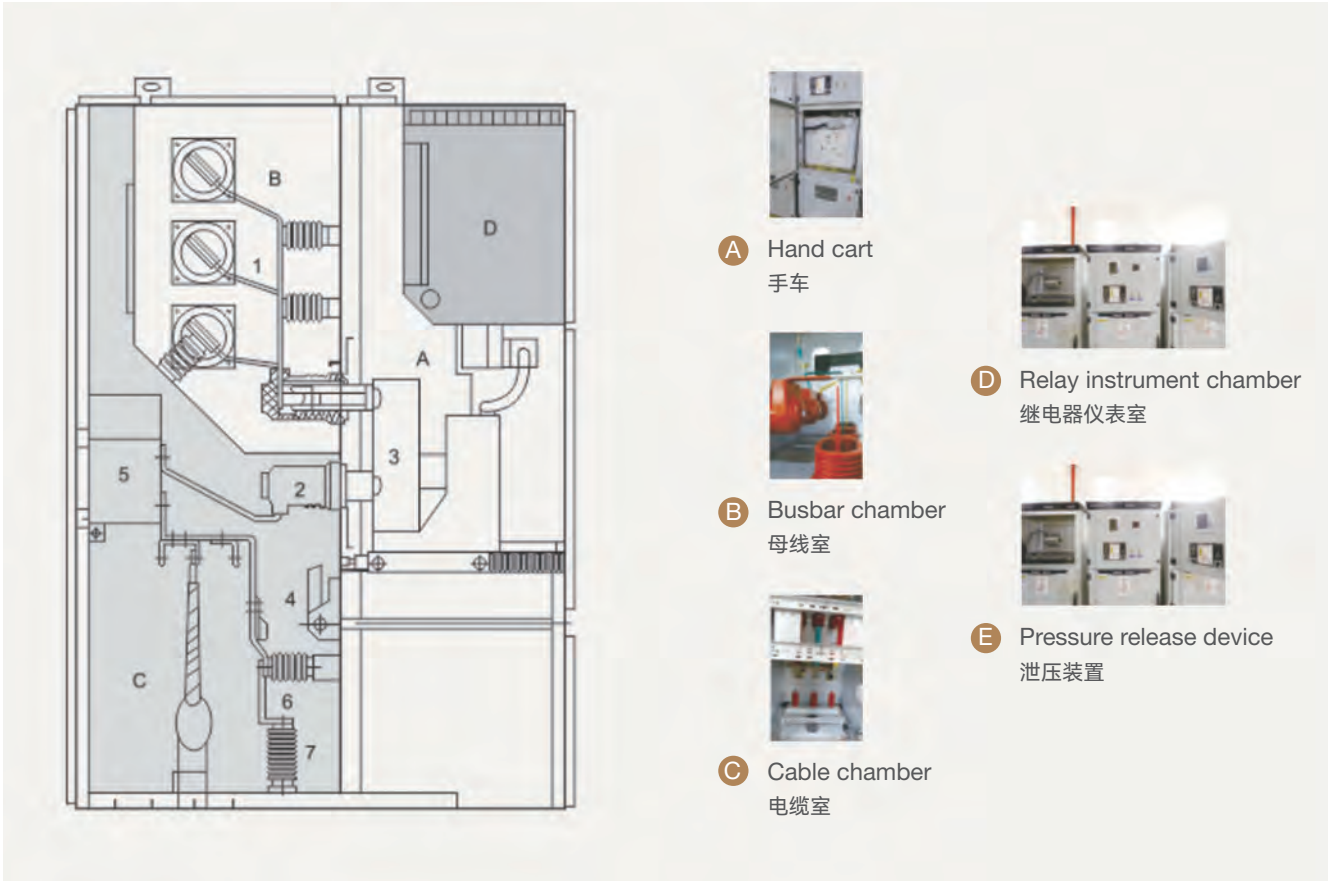 B
D
1
A
3
5
2
4
C
6
7
A Hand cart
手车
B Busbar chamber
母线室
C Cable chamber
电缆室
D Relay instrument chamber
继电器仪表室
E Pressure release device
泄压装置